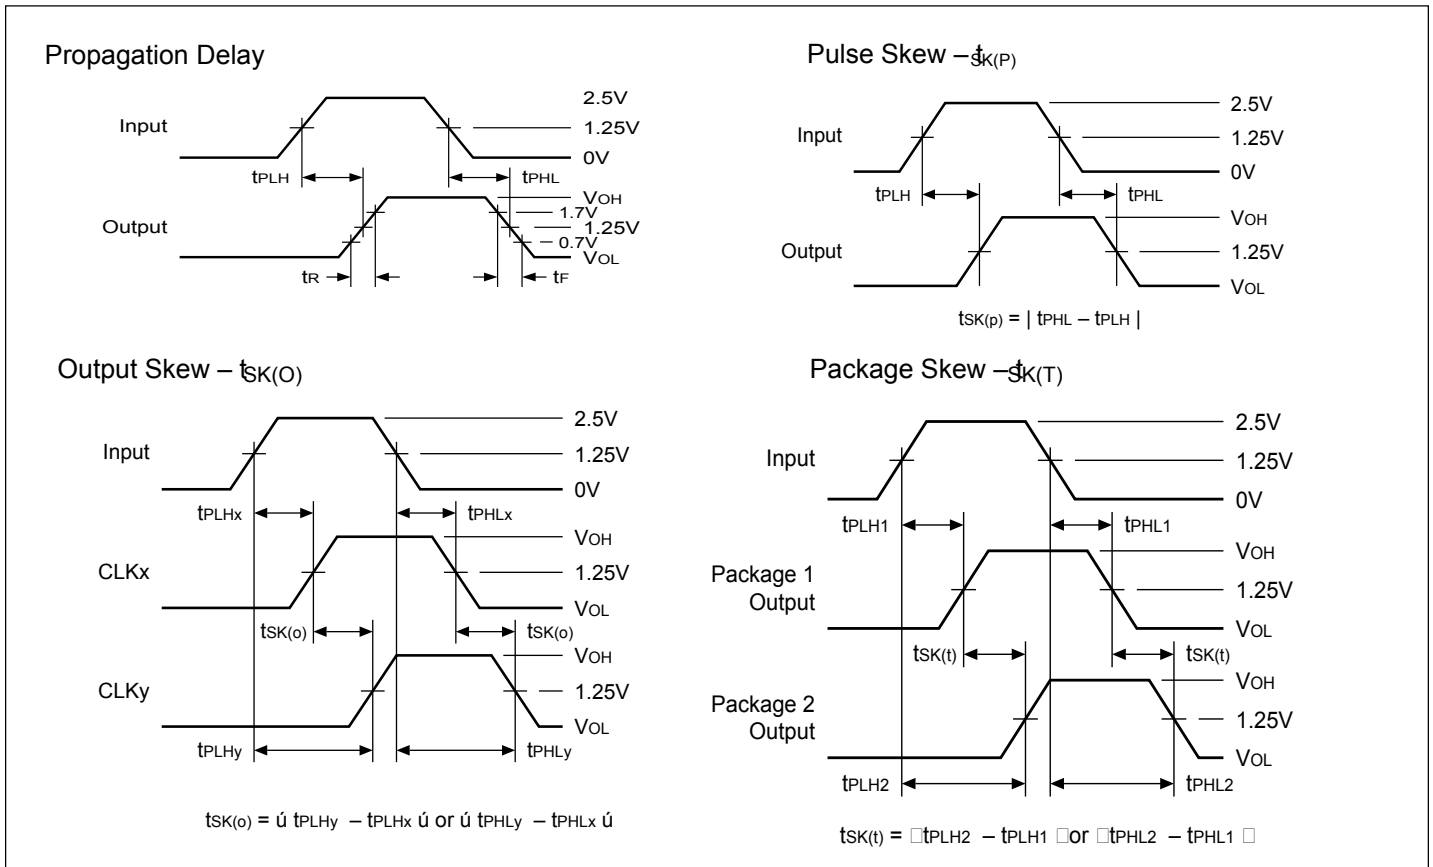 Propagation Delay
Input
2.5V
1.25V
0V
tPLH
tPHL
Output
VOH
1.7V
1.25V
0.7V
VOL
tR
tF
Pulse Skew – tSK(P)
Input
2.5V
1.25V
0V
tPLH
tPHL
Output
VOH
1.25V
VOL
tSK(p) = | tPHL – tPLH |
Output Skew – tSK(O)
Input
2.5V
1.25V
0V
tPLHx
tPHLx
CLKx
VOH
1.25V
VOL
tSK(o)
tSK(o)
CLKy
VOH
1.25V
VOL
tPLHy
tPHLy
tSK(o) = ú tPLHy – tPLHx ú or ú tPHLy – tPHLx ú
Package Skew – tSK(T)
Input
2.5V
1.25V
0V
tPLH1
tPHL1
Package 1
Output
VOH
1.25V
VOL
tSK(t)
tSK(t)
Package 2
Output
VOH
1.25V
VOL
tPLH2
tPHL2
tSK(t) = □tPLH2 – tPLH1 □or □tPHL2 – tPHL1 □